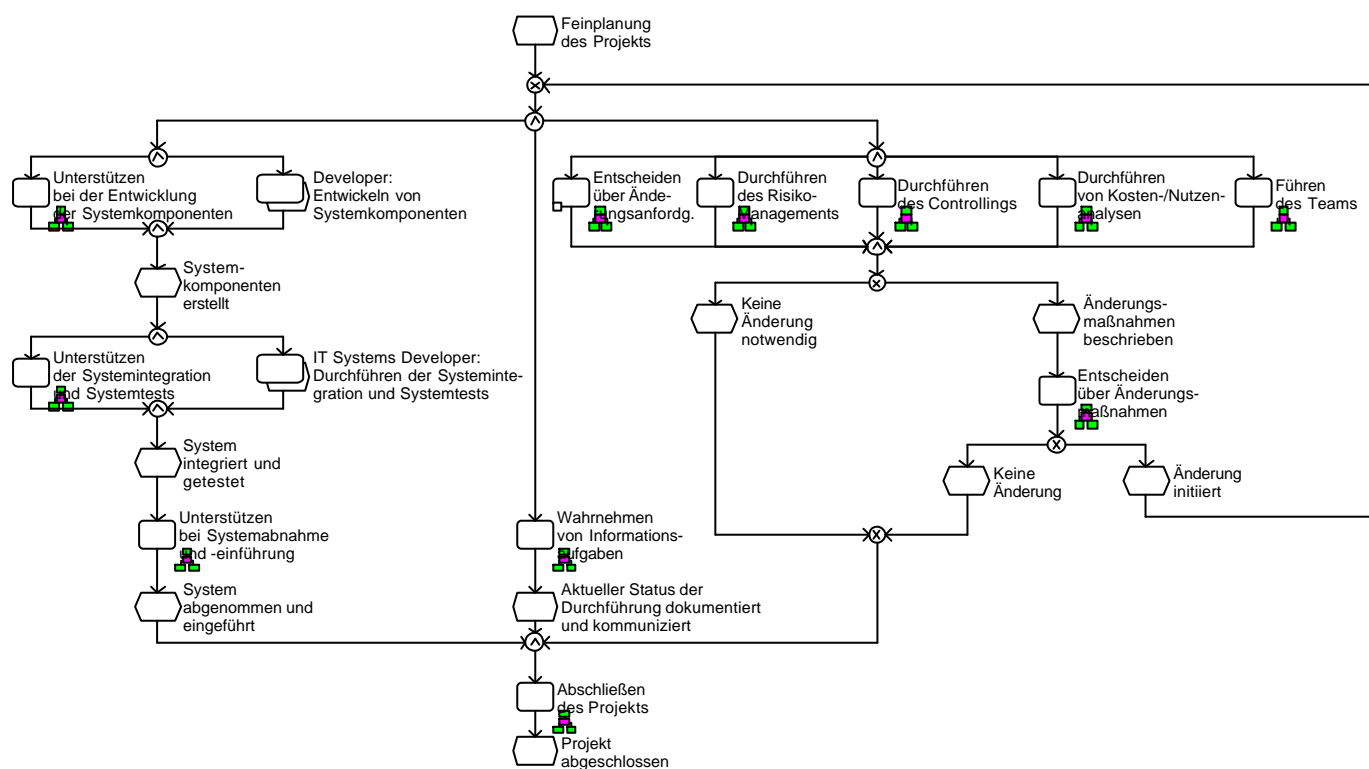 Feinplanung
des Projekts
Unterstützen
bei der Entwicklung
der Systemkomponenten
Developer:
Entwickeln von
Systemkomponenten
Entscheiden
über Ände-
rungsanfordg.
Durchführen
des Risiko-
Managements
Durchführen
des Controllings
Durchführen
von Kosten-/Nutzen-
analysen
Führen
des Teams
System-
komponenten
erstellt
Keine
Änderung
notwendig
Änderungs-
maßnahmen
beschrieben
Unterstützen
der Systemintegration
und Systemtests
IT Systems Developer:
Durchführen der Systeminte-
gration und Systemtests
Entscheiden
über Änderungs-
maßnahmen
System
integriert und
getestet
Keine
Änderung
Änderung
initiiert
Unterstützen
bei Systemabnahme
und -einführung
Wahrnehmen
von Informations-
aufgaben
System
abgenommen und
eingeführt
Aktueller Status der
Durchführung dokumentiert
und kommuniziert
Abschließen
des Projekts
Projekt
abgeschlossen